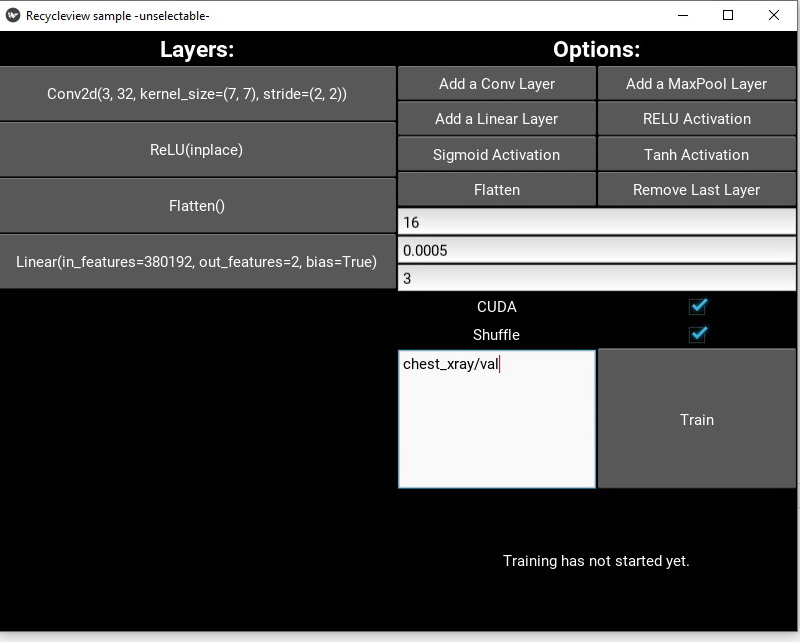 Recycleview sample -unselectable-
Layers:
Conv2d(3, 32, kernel_size=(7, 7), stride=(2, 2))
ReLU(inplace)
Flatten()
Linear(in_features=380192, out_features=2, bias=True)
Options:
Add a Conv Layer
Add a MaxPool Layer
Add a Linear Layer
RELU Activation
Sigmoid Activation
Tanh Activation
Flatten
Remove Last Layer
16
0.0005
3
CUDA
Shuffle
chest_xray/val
Train
Training has not started yet.